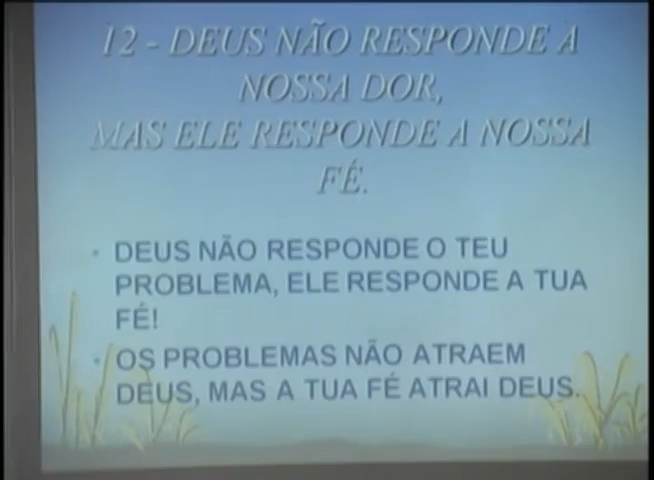 12 - DEUS NÃO RESPONDE A
NOSSA DOR,
MAS ELE RESPONDE A NOSSA
FÉ.
• DEUS NÃO RESPONDE O TEU
PROBLEMA, ELE RESPONDE A TUA
FÉ!
• OS PROBLEMAS NÃO ATRAEM
DEUS, MAS A TUA FÉ ATRAI DEUS.